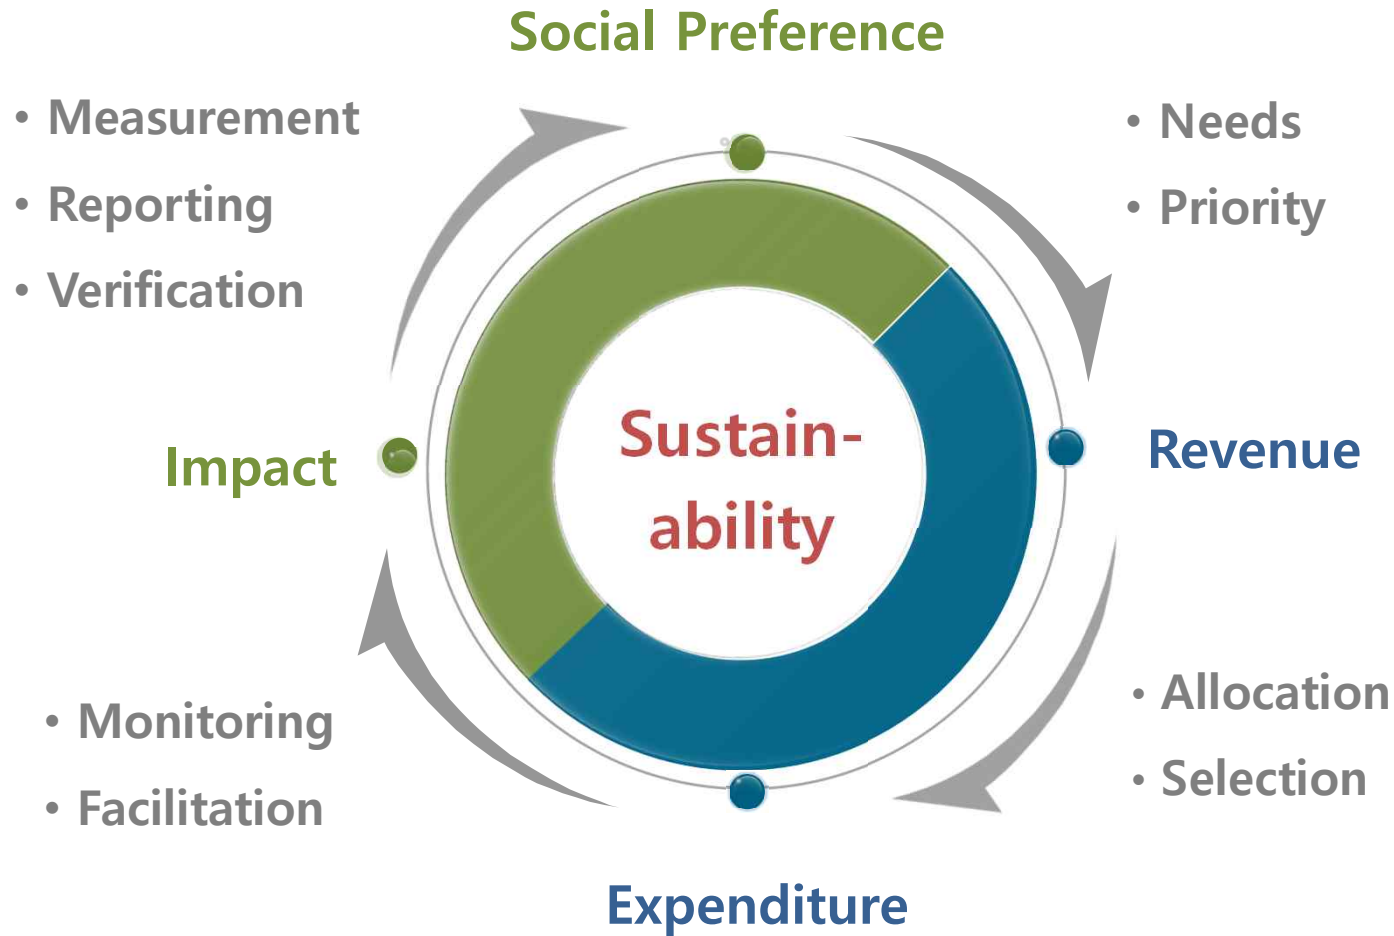 Social Preference
• Measurement
• Reporting
• Verification
• Needs
• Priority
Impact
Sustain-
ability
Revenue
• Monitoring
• Facilitation
• Allocation
• Selection
Expenditure